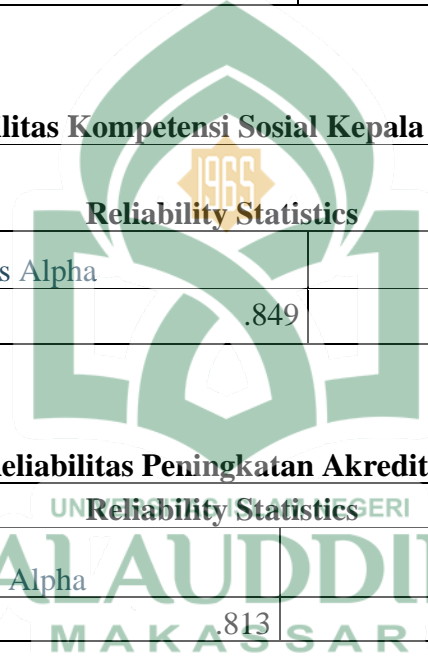 litas Kompetensi Sosial Kepala
1965
Reliability Statistics
s Alpha
.849
eliabilitas Peningkatan Akredit
UNIVERSITAS ISLAM NEGERI
Reliability Statistics
ALAUDDI
Alpha
.813
MAKASSAR